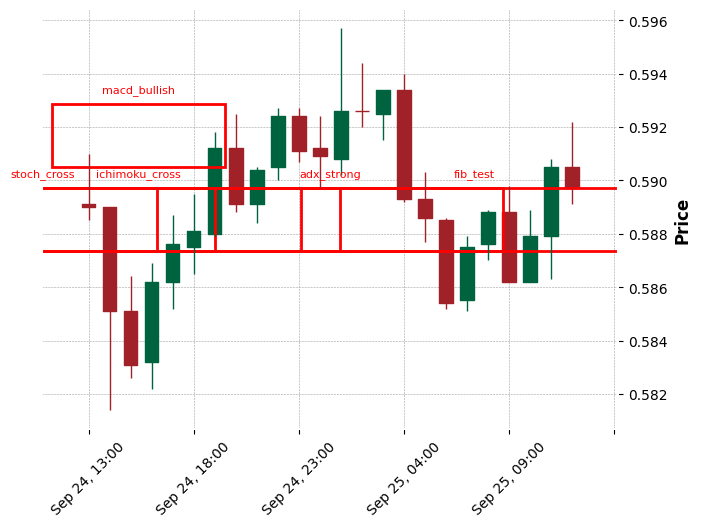 0.596
0.594
macd_bullish
0.592
stoch_cross ichimoku_cross adx_strong fib_test 0.590
Price
0.588
0.586
0.584
0.582
Sep 24, 13:00 Sep 24, 18:00 Sep 24, 23:00 Sep 25, 04:00 Sep 25, 09:00